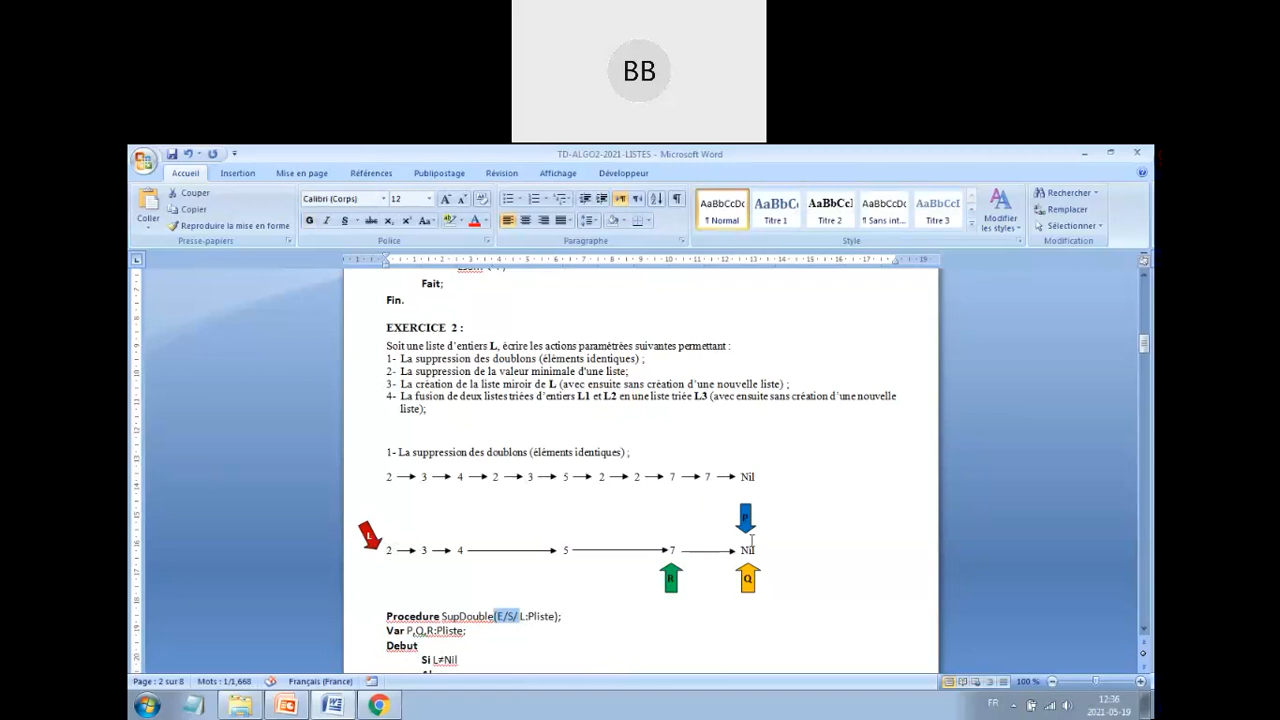 BB
TD-ALGO2-2021-LISTES - Microsoft Word
Accueil Insertion Mise en page Références Publipostage Révision Affichage Développeur
Coller
Couper
Copier
Reproduire la mise en forme
Presse-papiers
Calibri (Corps) 12
G I S abc x₂ x² Aa
Police
Paragraphe
AaBbCcDc AaBbC AaBbCcI AaBbCcDc AaBbCcI
¶ Normal Titre 1 Titre 2 ¶ Sans int... Titre 3
Style
Modifier les styles
Rechercher
Remplacer
Sélectionner
Modification
Fait;
Fin.
EXERCICE 2 :
Soit une liste d'entiers L, écrire les actions paramètrées suivantes permettant :
1- La suppression des doublons (éléments identiques) ;
2- La suppression de la valeur minimale d'une liste;
3- La création de la liste miroir de L (avec ensuite sans création d'une nouvelle liste) ;
4- La fusion de deux listes triées d'entiers L1 et L2 en une liste triée L3 (avec ensuite sans création d'une nouvelle
liste);
1- La suppression des doublons (éléments identiques) ;
2 3 4 2 3 5 2 2 7 7 Nil
P
L
2 3 4 5 7 Nil
R Q
Procedure SupDouble(E/S/ L:Pliste);
Var P,Q,R:Pliste;
Debut
Si L≠Nil
Page : 2 sur 8 Mots : 1/1,668 Français (France) 100 %
FR 12:36
2021-05-19